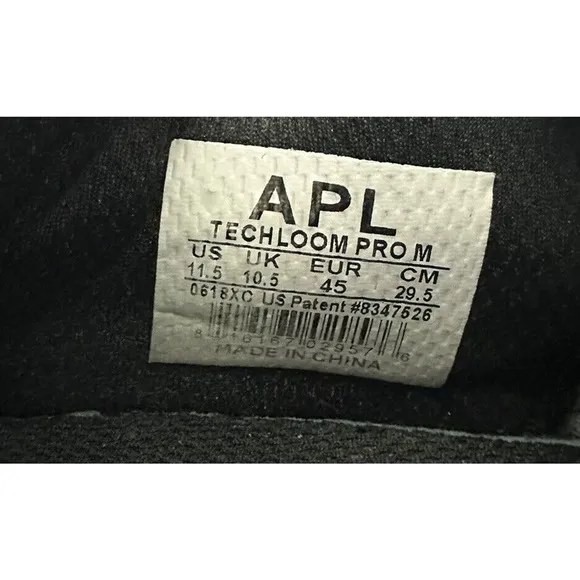 APL
TECHLOOM PRO M
US UK EUR CM
11.5 10.5 45 29.5
0618XC US Patent #8347526
MADE IN CHINA